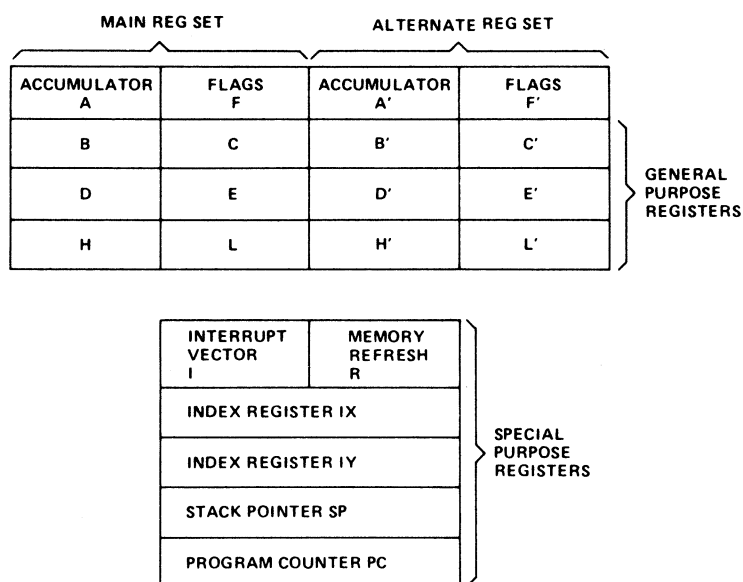 MAIN REG SET
ALTERNATE REG SET
ACCUMULATOR
A
FLAGS
F
ACCUMULATOR
A′
FLAGS
F′
B
C
B′
C′
D
E
D′
E′
H
L
H′
L′
GENERAL
PURPOSE
REGISTERS
INTERRUPT
VECTOR
I
MEMORY
REFRESH
R
INDEX REGISTER IX
INDEX REGISTER IY
STACK POINTER SP
PROGRAM COUNTER PC
SPECIAL
PURPOSE
REGISTERS